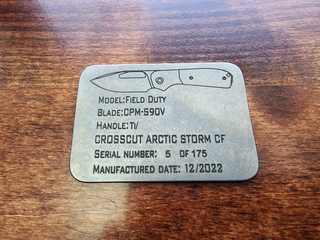 Model:Field Duty
Blade:CPM-S90V
Handle:Ti/
Crosscut Arctic Storm CF
Serial number: 5 of 175
Manufactured date: 12/2022